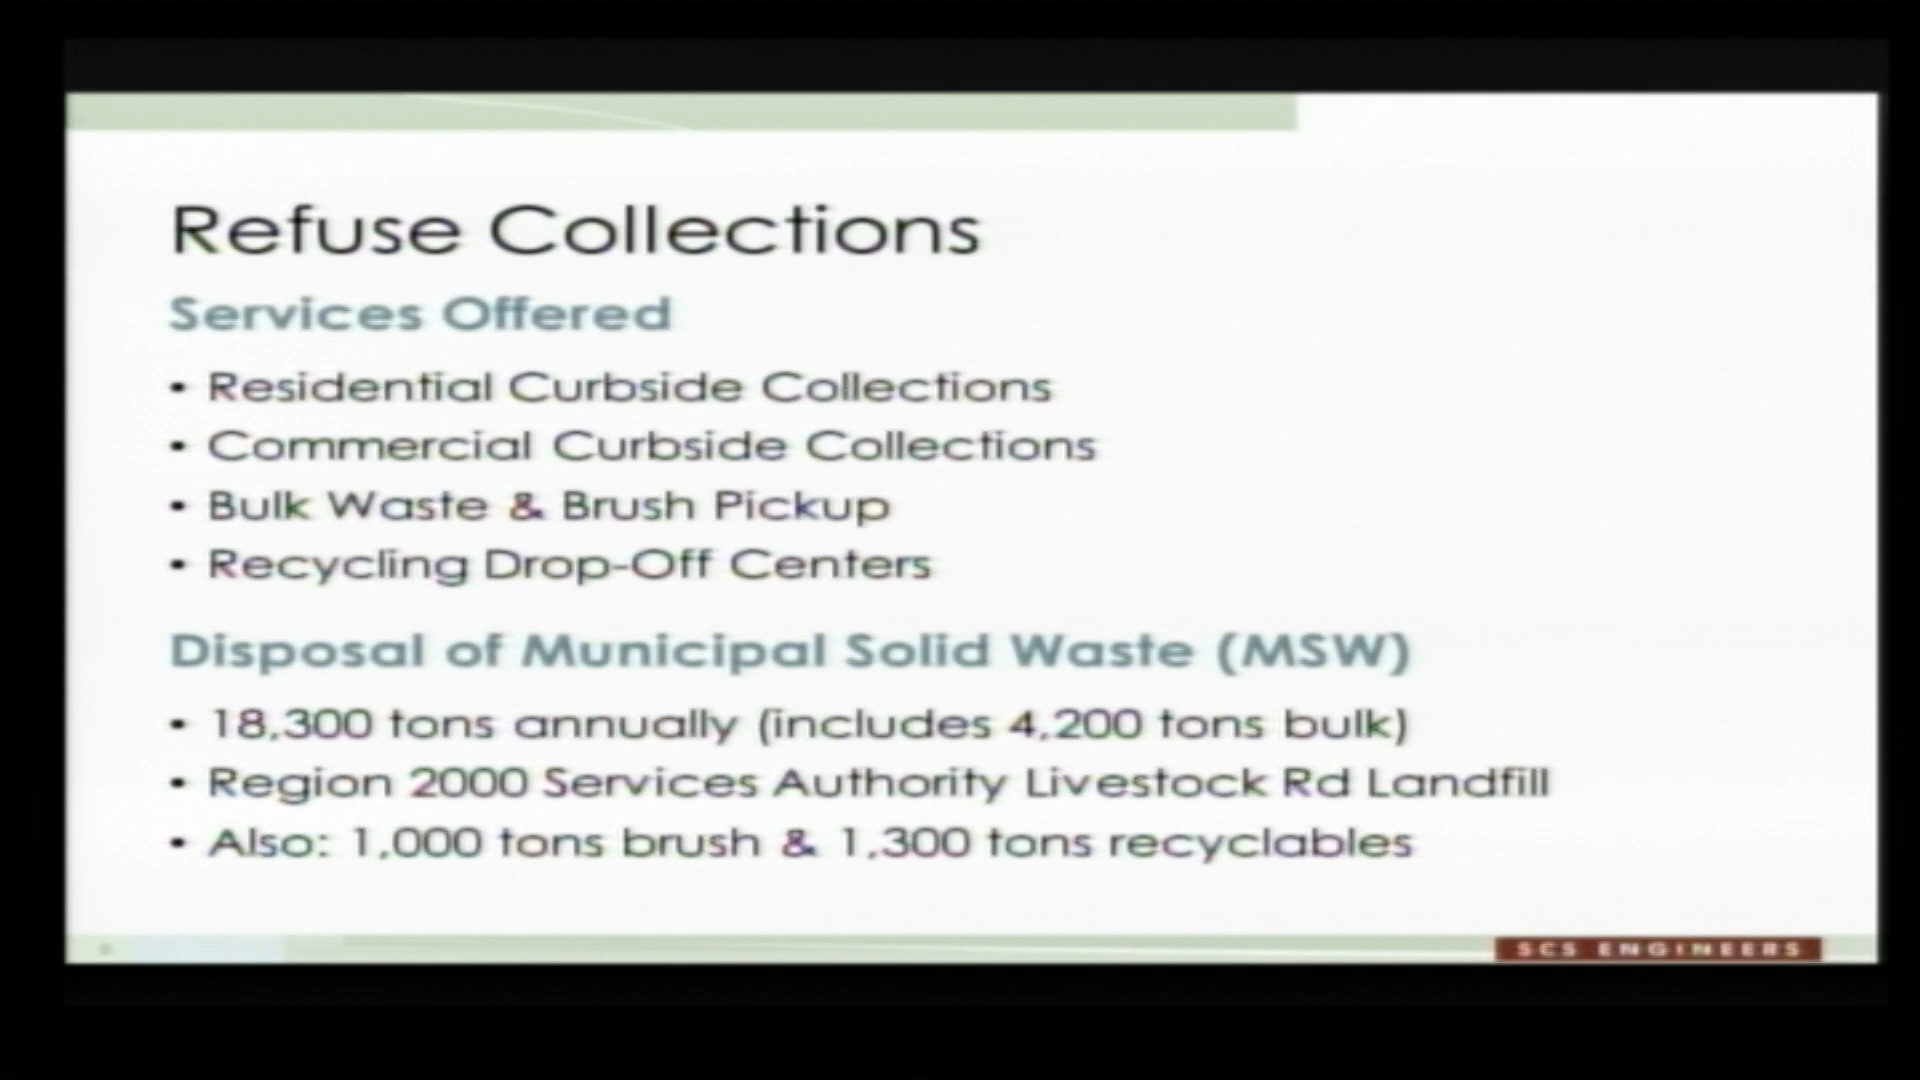 Refuse Collections
Services Offered
• Residential Curbside Collections
• Commercial Curbside Collections
• Bulk Waste & Brush Pickup
• Recycling Drop-Off Centers
Disposal of Municipal Solid Waste (MSW)
• 18,300 tons annually (includes 4,200 tons bulk)
• Region 2000 Services Authority Livestock Rd Landfill
• Also: 1,000 tons brush & 1,300 tons recyclables
SCS ENGINEERS